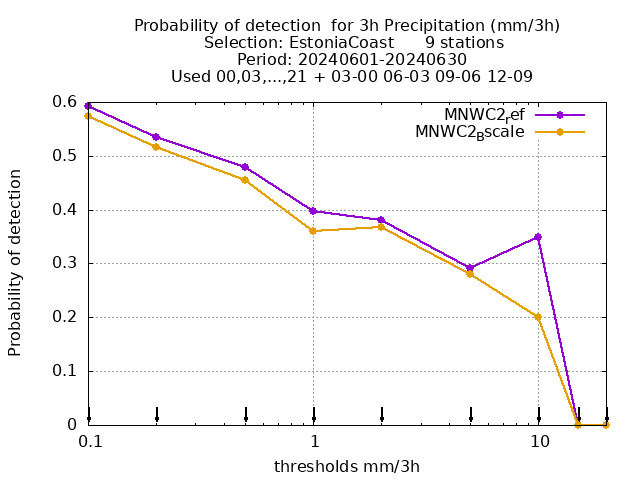 Probability of detection  for 3h Precipitation (mm/3h)
Selection: EstoniaCoast      9 stations
Period: 20240601-20240630
Used 00,03,...,21 + 03-00 06-03 09-06 12-09
MNWC2ref
MNWC2Bscale
Probability of detection
0.6
0.5
0.4
0.3
0.2
0.1
0
0.1 1 10
thresholds mm/3h